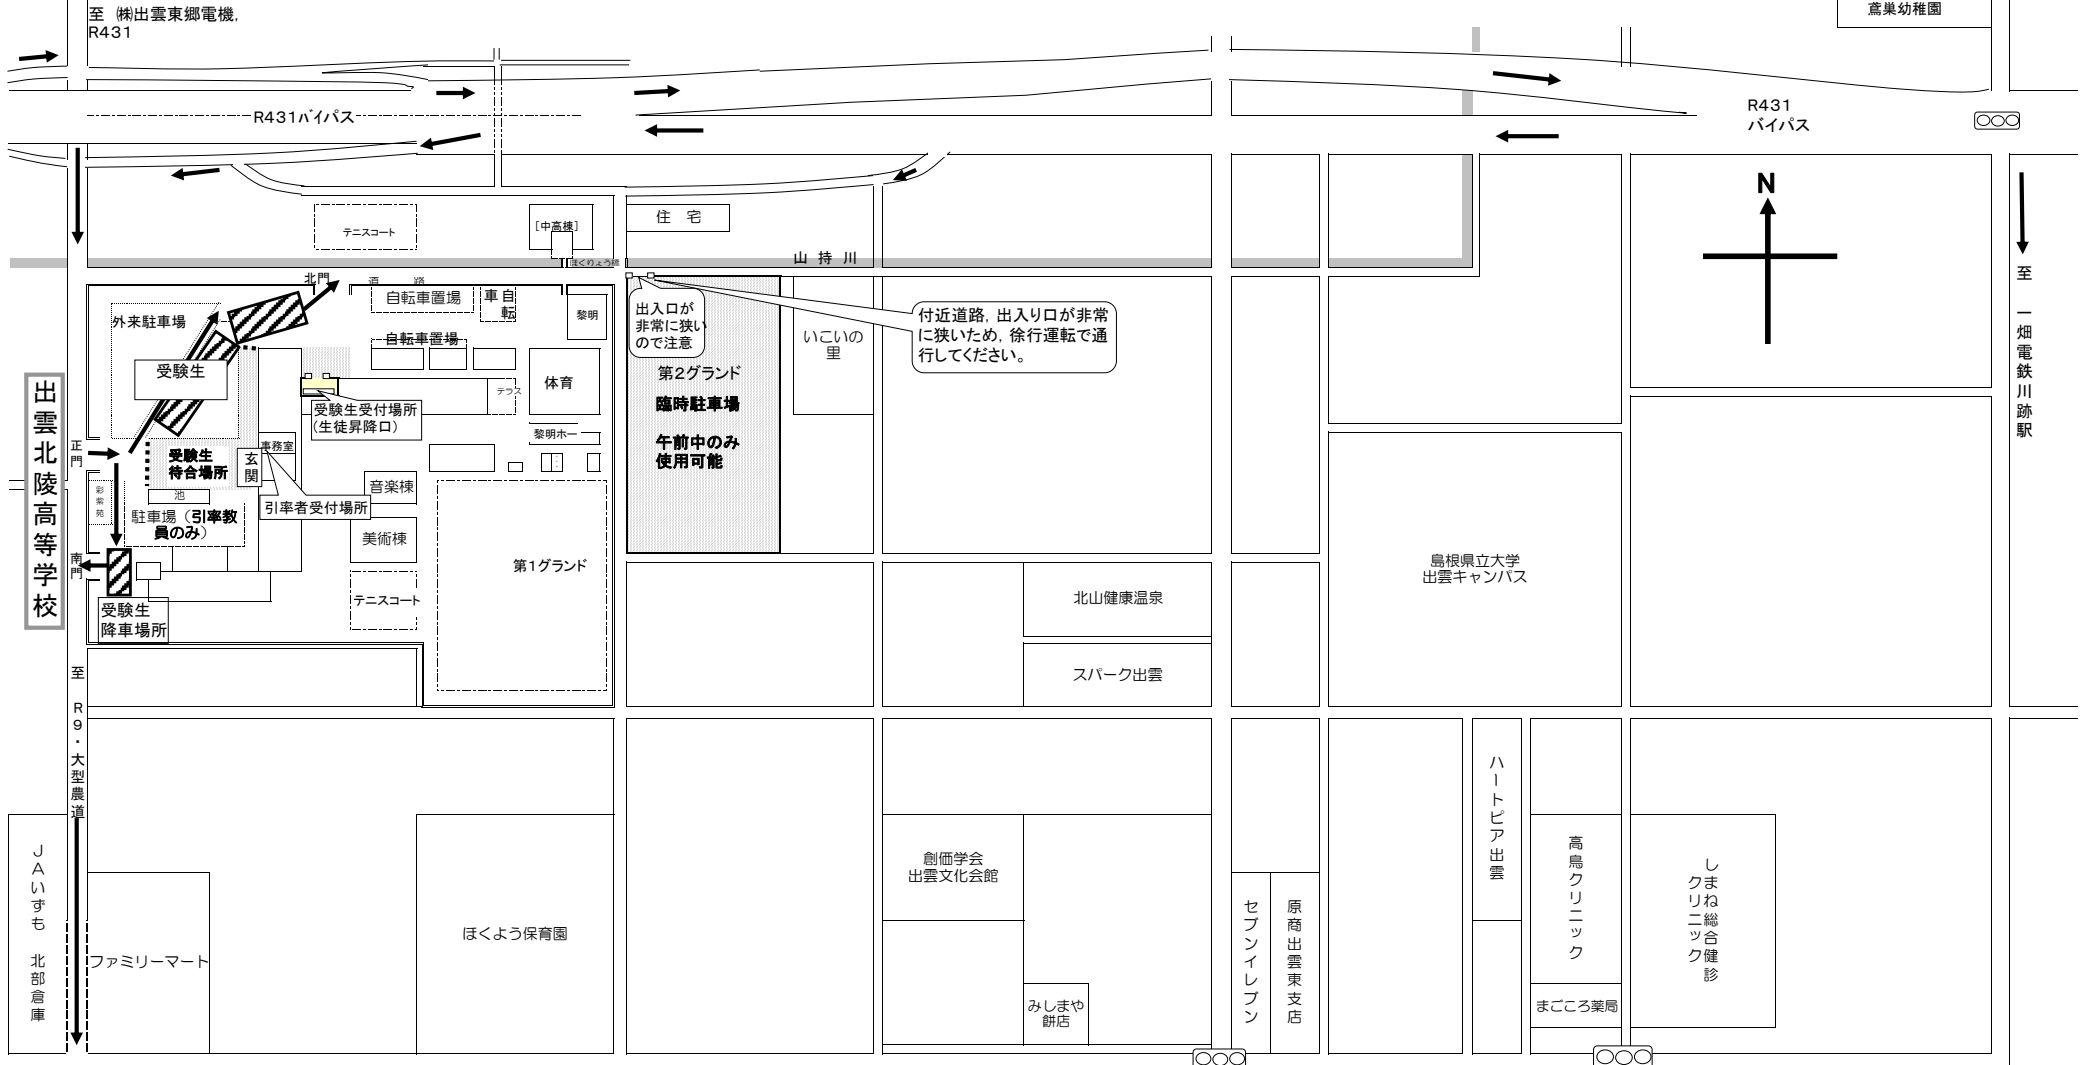 至 ㈱出雲東郷電機,
R431
鳶巣幼稚園
R431バイパス
R431
バイパス
N
テニスコート
[中高棟]
住 宅
ほくりょう橋
山 持 川
至 一畑電鉄川跡駅
北門
道 路
自転車置場
車 自
転
黎明
外来駐車場
出入口が
非常に狭い
ので注意
付近道路，出入り口が非常
に狭いため，徐行運転で通
行してください。
自転車置場
いこいの
里
受験生
第2グランド
臨時駐車場
午前中のみ
使用可能
テラス
体育
受験生受付場所
(生徒昇降口)
出雲北陵高等学校
正門
事務室
黎明ホー
受験生
待合場所
玄関
彩紫苑
池
引率者受付場所
音楽棟
駐車場（引率教
員のみ）
美術棟
南門
第1グランド
島根県立大学
出雲キャンパス
受験生
降車場所
テニスコート
北山健康温泉
スパーク出雲
至 R9・大型農道
ハートピア出雲
JAいずも 北部倉庫
ファミリーマート
ほくよう保育園
創価学会
出雲文化会館
みしまや
餅店
セブンイレブン
原商出雲東支店
高鳥クリニック
まごころ薬局
しまね総合健診
クリニック